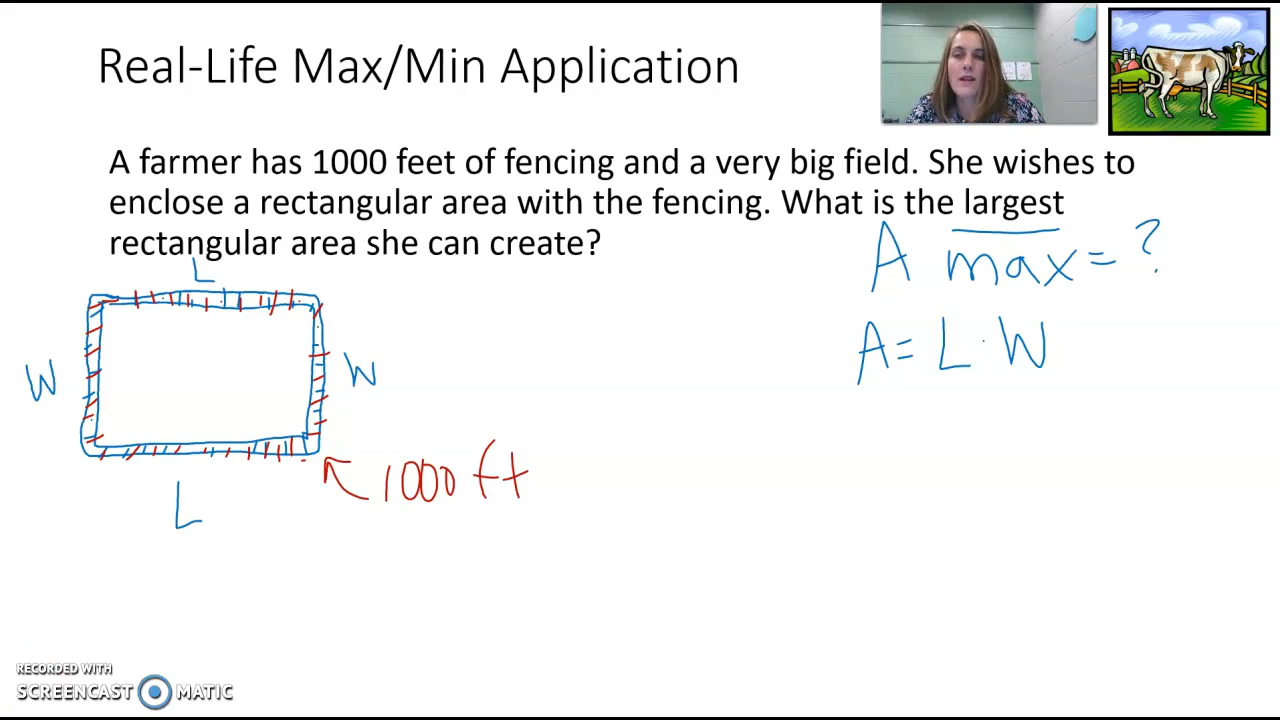 Real-Life Max/Min Application
A farmer has 1000 feet of fencing and a very big field. She wishes to
enclose a rectangular area with the fencing. What is the largest
rectangular area she can create?
A max = ?
L
A = L · W
W
W
1000 ft
L
RECORDED WITH
SCREENCAST MATIC